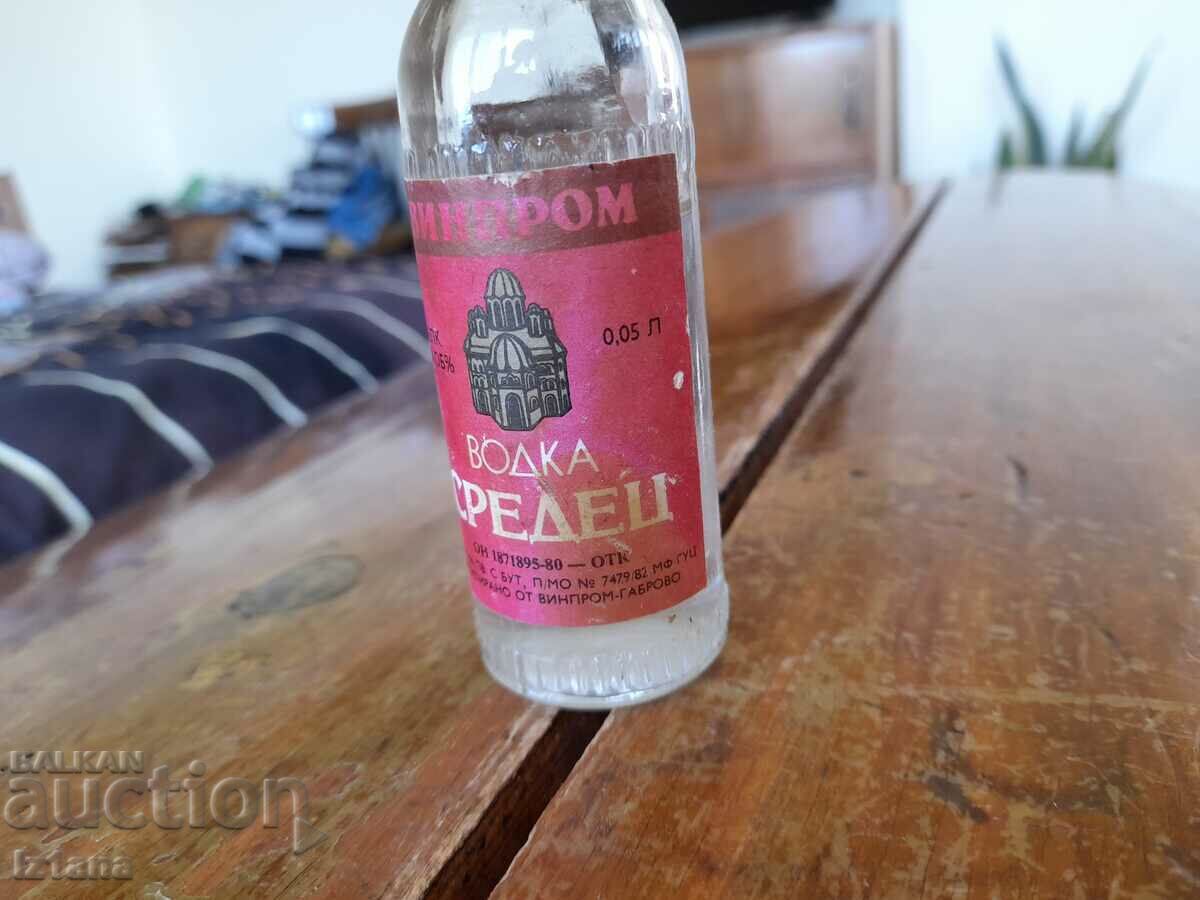 ВИНПРОМ
0,05 Л
ОБ%
ВОДКА
СРЕДЕЦ
ОН 1871895-80 — ОТК
С БУТ, П/МО № 7479/82 МФ ГУЦ
ОТ ВИНПРОМ-ГАБРОВО
BALKAN
auction
Iztana